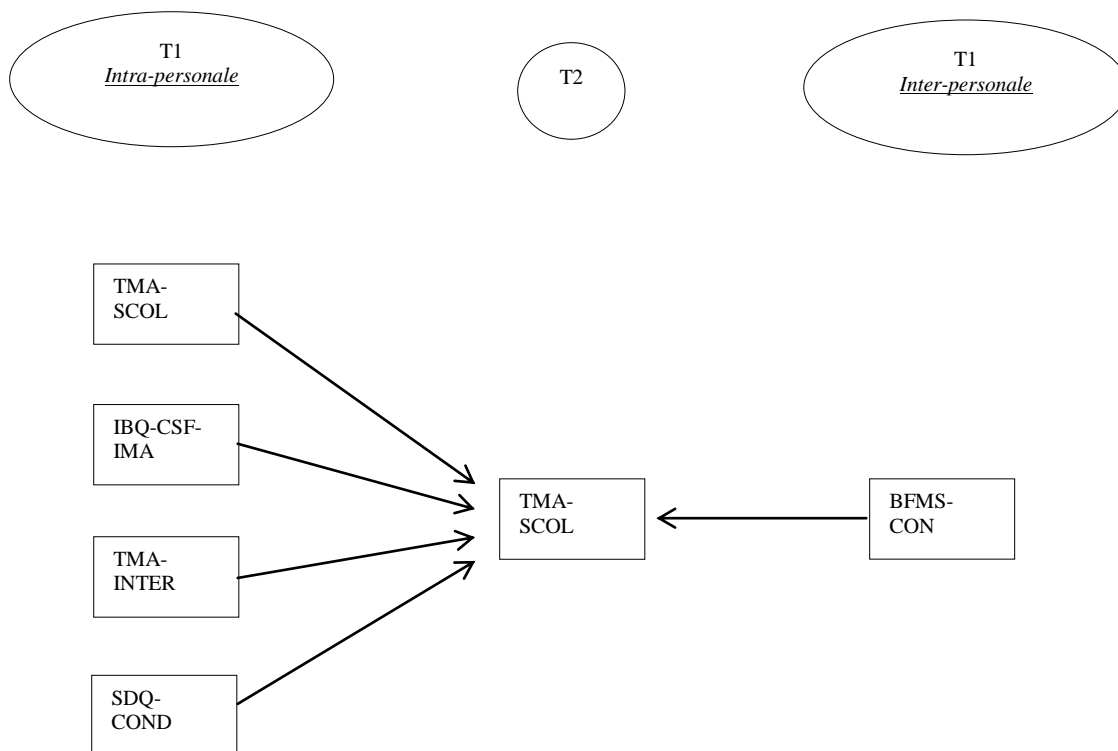 T1
Intra-personale
T2
T1
Inter-personale
TMA-
SCOL
IBQ-CSF-
IMA
TMA-
INTER
SDQ-
COND
TMA-
SCOL
BFMS-
CON